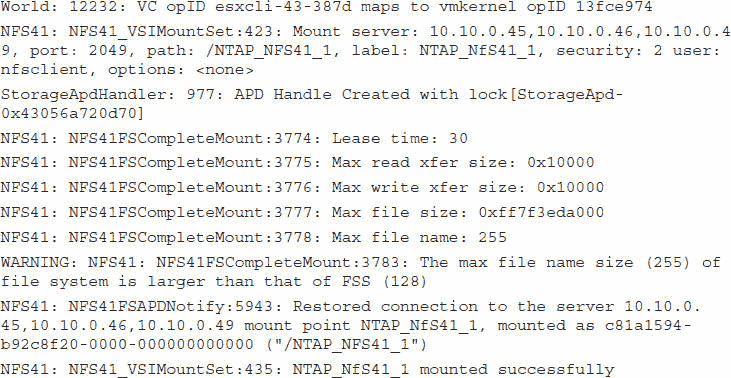 World: 12232: VC opID esxcli-43-387d maps to vmkernel opID 13fce974
NFS41: NFS41_VSIMountSet:423: Mount server: 10.10.0.45,10.10.0.46,10.10.0.4
9, port: 2049, path: /NTAP_NFS41_1, label: NTAP_NfS41_1, security: 2 user:
nfsclient, options: <none>
StorageApdHandler: 977: APD Handle Created with lock[StorageApd-
0x43056a720d70]
NFS41: NFS41FSCompleteMount:3774: Lease time: 30
NFS41: NFS41FSCompleteMount:3775: Max read xfer size: 0x10000
NFS41: NFS41FSCompleteMount:3776: Max write xfer size: 0x10000
NFS41: NFS41FSCompleteMount:3777: Max file size: 0xff7f3eda000
NFS41: NFS41FSCompleteMount:3778: Max file name: 255
WARNING: NFS41: NFS41FSCompleteMount:3783: The max file name size (255) of
file system is larger than that of FSS (128)
NFS41: NFS41FSAPDNotify:5943: Restored connection to the server 10.10.0.
45,10.10.0.46,10.10.0.49 mount point NTAP_NfS41_1, mounted as c81a1594-
b92c8f20-0000-000000000000 ("/NTAP_NFS41_1")
NFS41: NFS41_VSIMountSet:435: NTAP_NfS41_1 mounted successfully